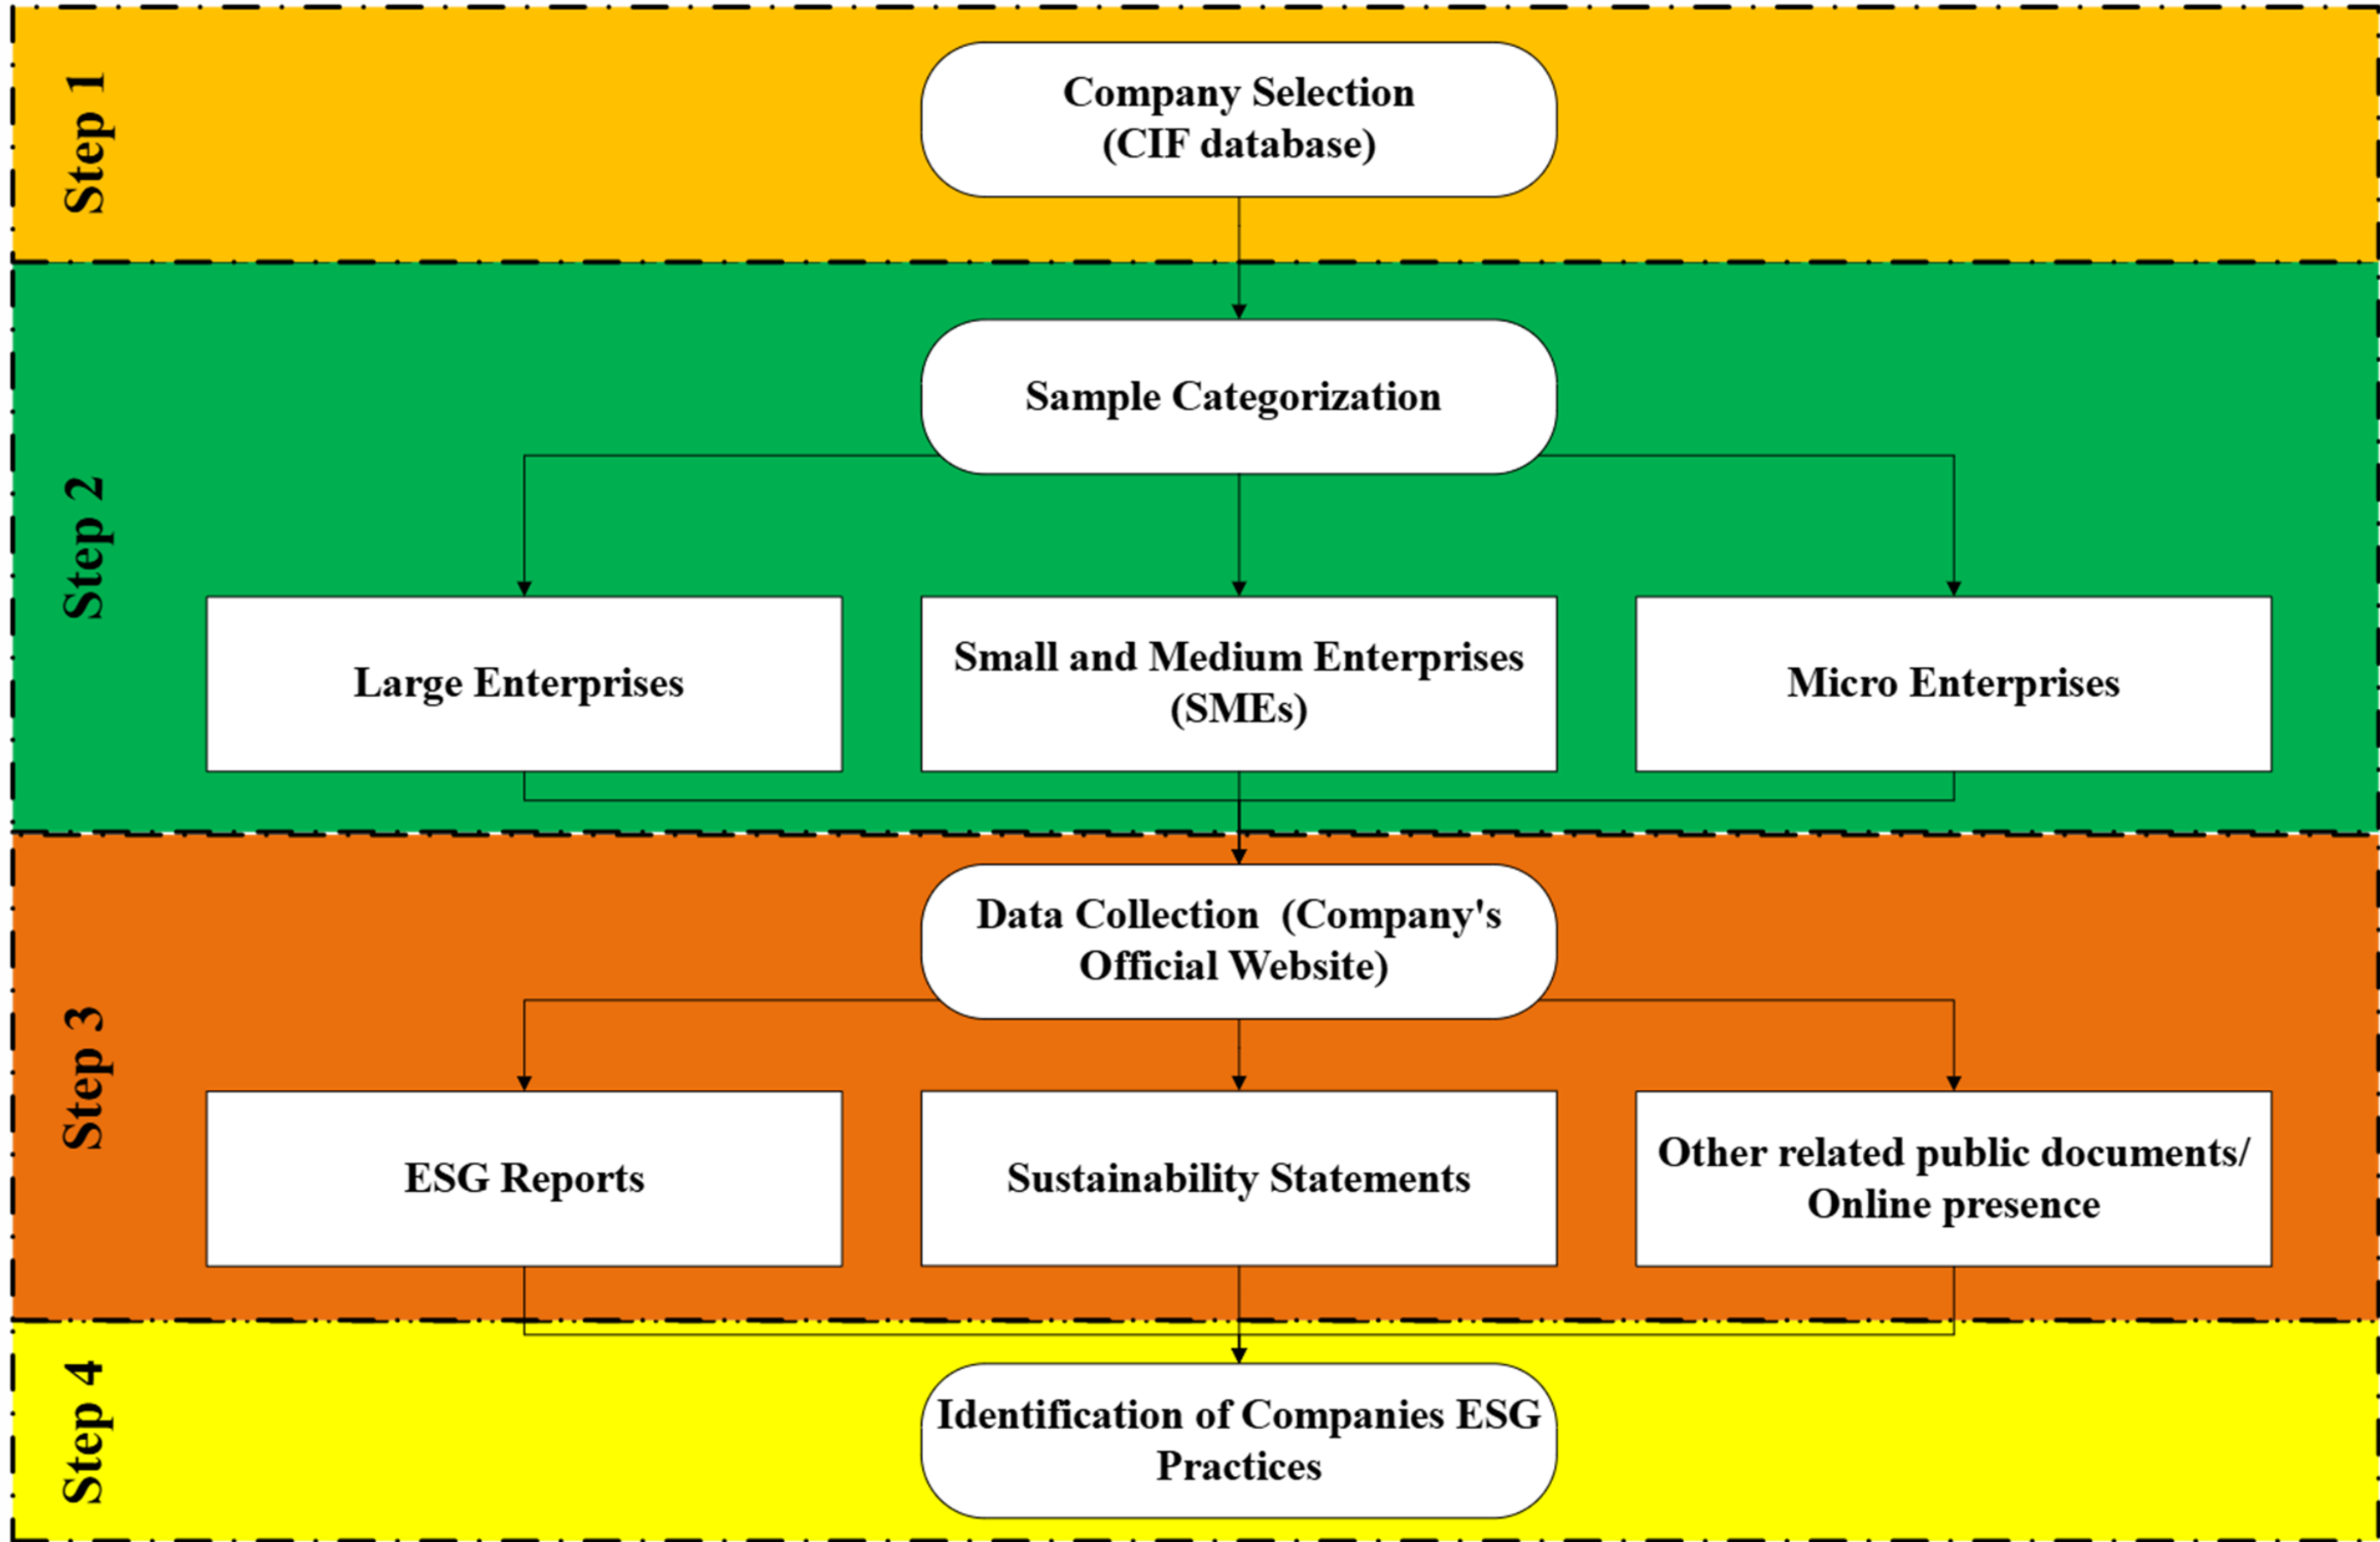 Step 1
Company Selection
(CIF database)
Step 2
Sample Categorization
Large Enterprises
Small and Medium Enterprises
(SMEs)
Micro Enterprises
Step 3
Data Collection  (Company's
Official Website)
ESG Reports
Sustainability Statements
Other related public documents/
Online presence
Step 4
Identification of Companies ESG
Practices